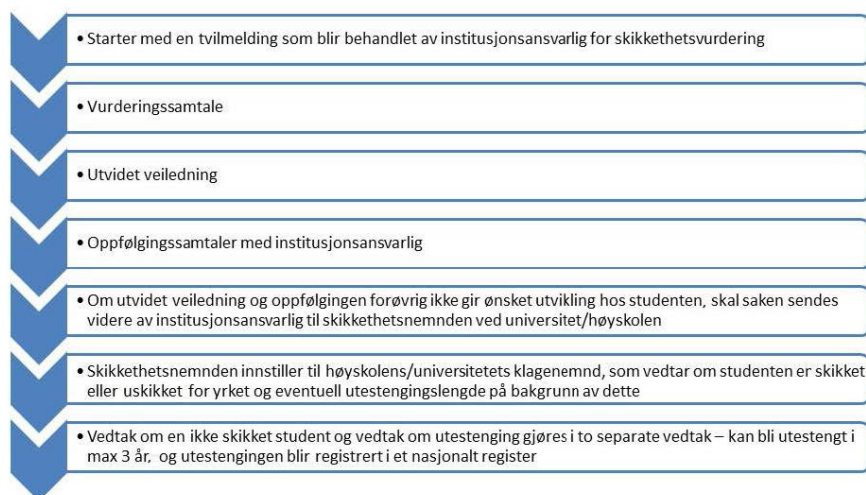 • Starter med en tvilmelding som blir behandlet av institusjonsansvarlig for skikkethetsvurdering
• Vurderingssamtale
• Utvidet veiledning
• Oppfølgingssamtaler med institusjonsansvarlig
• Om utvidet veiledning og oppfølgingen forøvrig ikke gir ønsket utvikling hos studenten, skal saken sendes
videre av institusjonsansvarlig til skikkethetsnemnden ved universitet/høyskolen
• Skikkethetsnemnden innstiller til høyskolens/universitetets klagenemnd, som vedtar om studenten er skikket
eller uskikket for yrket og eventuell utestengingslengde på bakgrunn av dette
• Vedtak om en ikke skikket student og vedtak om utestenging gjøres i to separate vedtak – kan bli utestengt i
max 3 år, og utestengingen blir registrert i et nasjonalt register